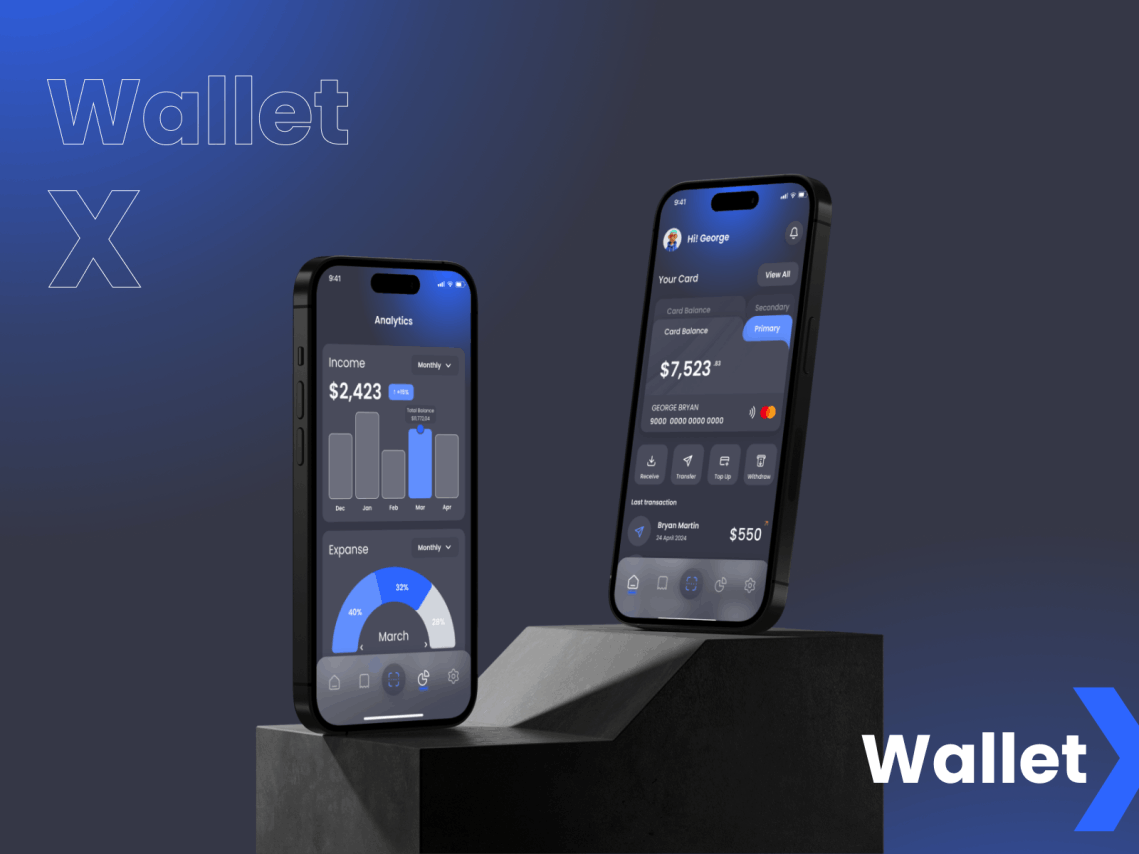 Wallet
X
9:41
Analytics
Income
Monthly
$2,423
Total Balance
Dec Jan Feb Mar Apr
Expanse
Monthly
40%
32%
28%
March
9:41
Hi! George
Your Card
View All
Card Balance
Secondary
Card Balance
Primary
$7,523
GEORGE BRYAN
9000 0000 0000 0000
Receive Transfer Top Up Withdraw
Last transaction
Bryan Martin
24 April 2024
$550
Wallet X